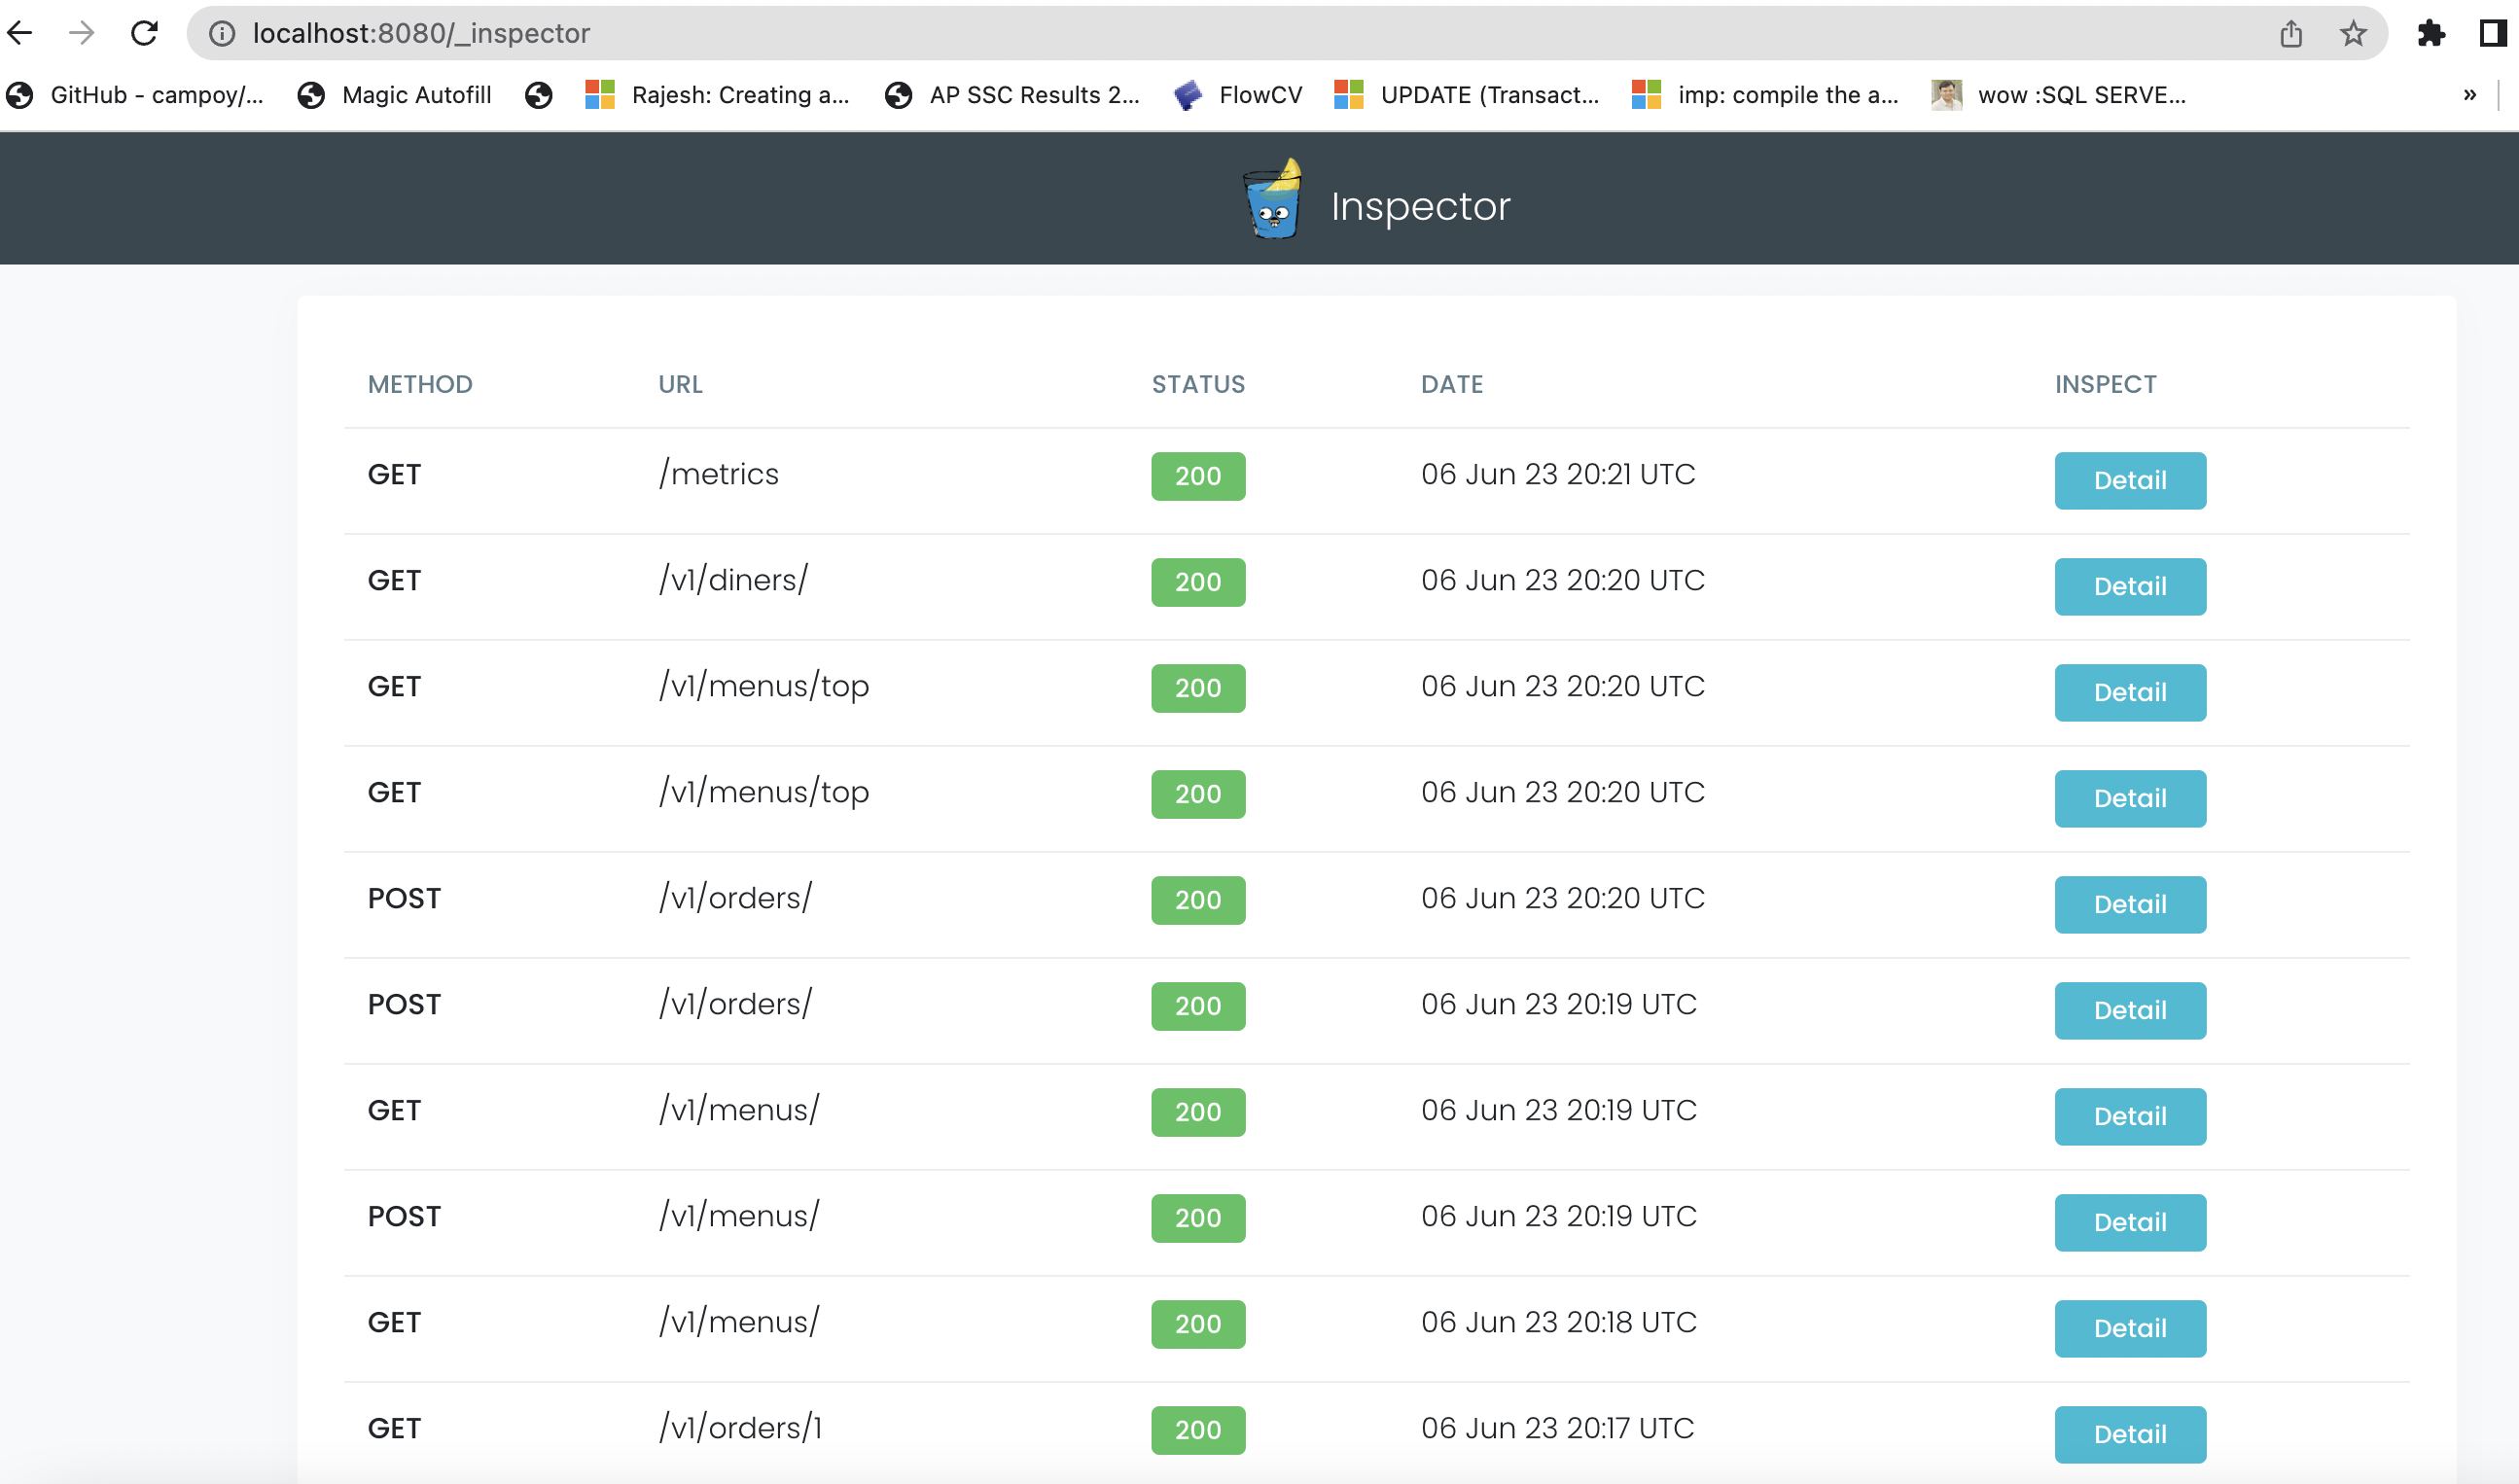 localhost:8080/_inspector
GitHub - campoy/... Magic Autofill Rajesh: Creating a... AP SSC Results 2... FlowCV UPDATE (Transact... imp: compile the a... wow :SQL SERVE... »
Inspector
METHOD URL STATUS DATE INSPECT
GET /metrics 200 06 Jun 23 20:21 UTC Detail
GET /v1/diners/ 200 06 Jun 23 20:20 UTC Detail
GET /v1/menus/top 200 06 Jun 23 20:20 UTC Detail
GET /v1/menus/top 200 06 Jun 23 20:20 UTC Detail
POST /v1/orders/ 200 06 Jun 23 20:20 UTC Detail
POST /v1/orders/ 200 06 Jun 23 20:19 UTC Detail
GET /v1/menus/ 200 06 Jun 23 20:19 UTC Detail
POST /v1/menus/ 200 06 Jun 23 20:19 UTC Detail
GET /v1/menus/ 200 06 Jun 23 20:18 UTC Detail
GET /v1/orders/1 200 06 Jun 23 20:17 UTC Detail